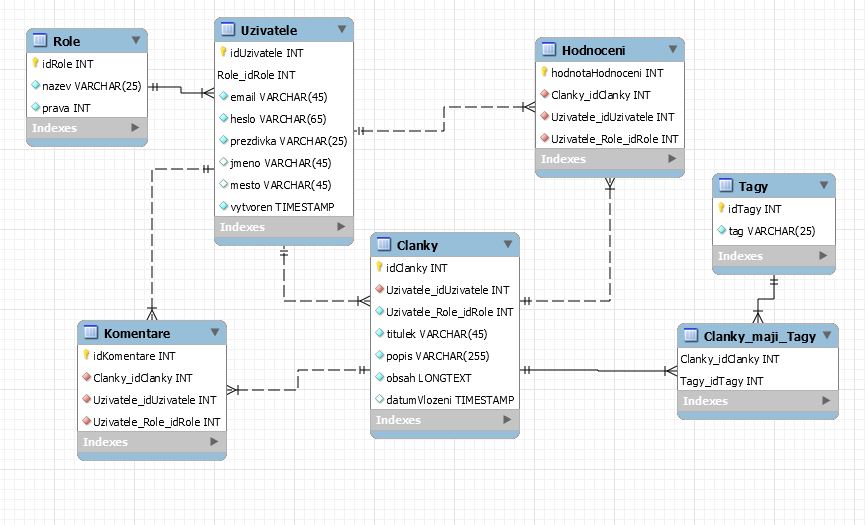 Role
idRole INT
nazev VARCHAR(25)
prava INT
Indexes
Uzivatele
idUzivatele INT
Role_idRole INT
email VARCHAR(45)
heslo VARCHAR(65)
prezdivka VARCHAR(25)
jmeno VARCHAR(45)
mesto VARCHAR(45)
vytvoren TIMESTAMP
Indexes
Hodnoceni
hodnotaHodnoceni INT
Clanky_idClanky INT
Uzivatele_idUzivatele INT
Uzivatele_Role_idRole INT
Indexes
Tagy
idTagy INT
tag VARCHAR(25)
Indexes
Clanky
idClanky INT
Uzivatele_idUzivatele INT
Uzivatele_Role_idRole INT
titulek VARCHAR(45)
popis VARCHAR(255)
obsah LONGTEXT
datumVlozeni TIMESTAMP
Indexes
Komentare
idKomentare INT
Clanky_idClanky INT
Uzivatele_idUzivatele INT
Uzivatele_Role_idRole INT
Indexes
Clanky_maji_Tagy
Clanky_idClanky INT
Tagy_idTagy INT
Indexes